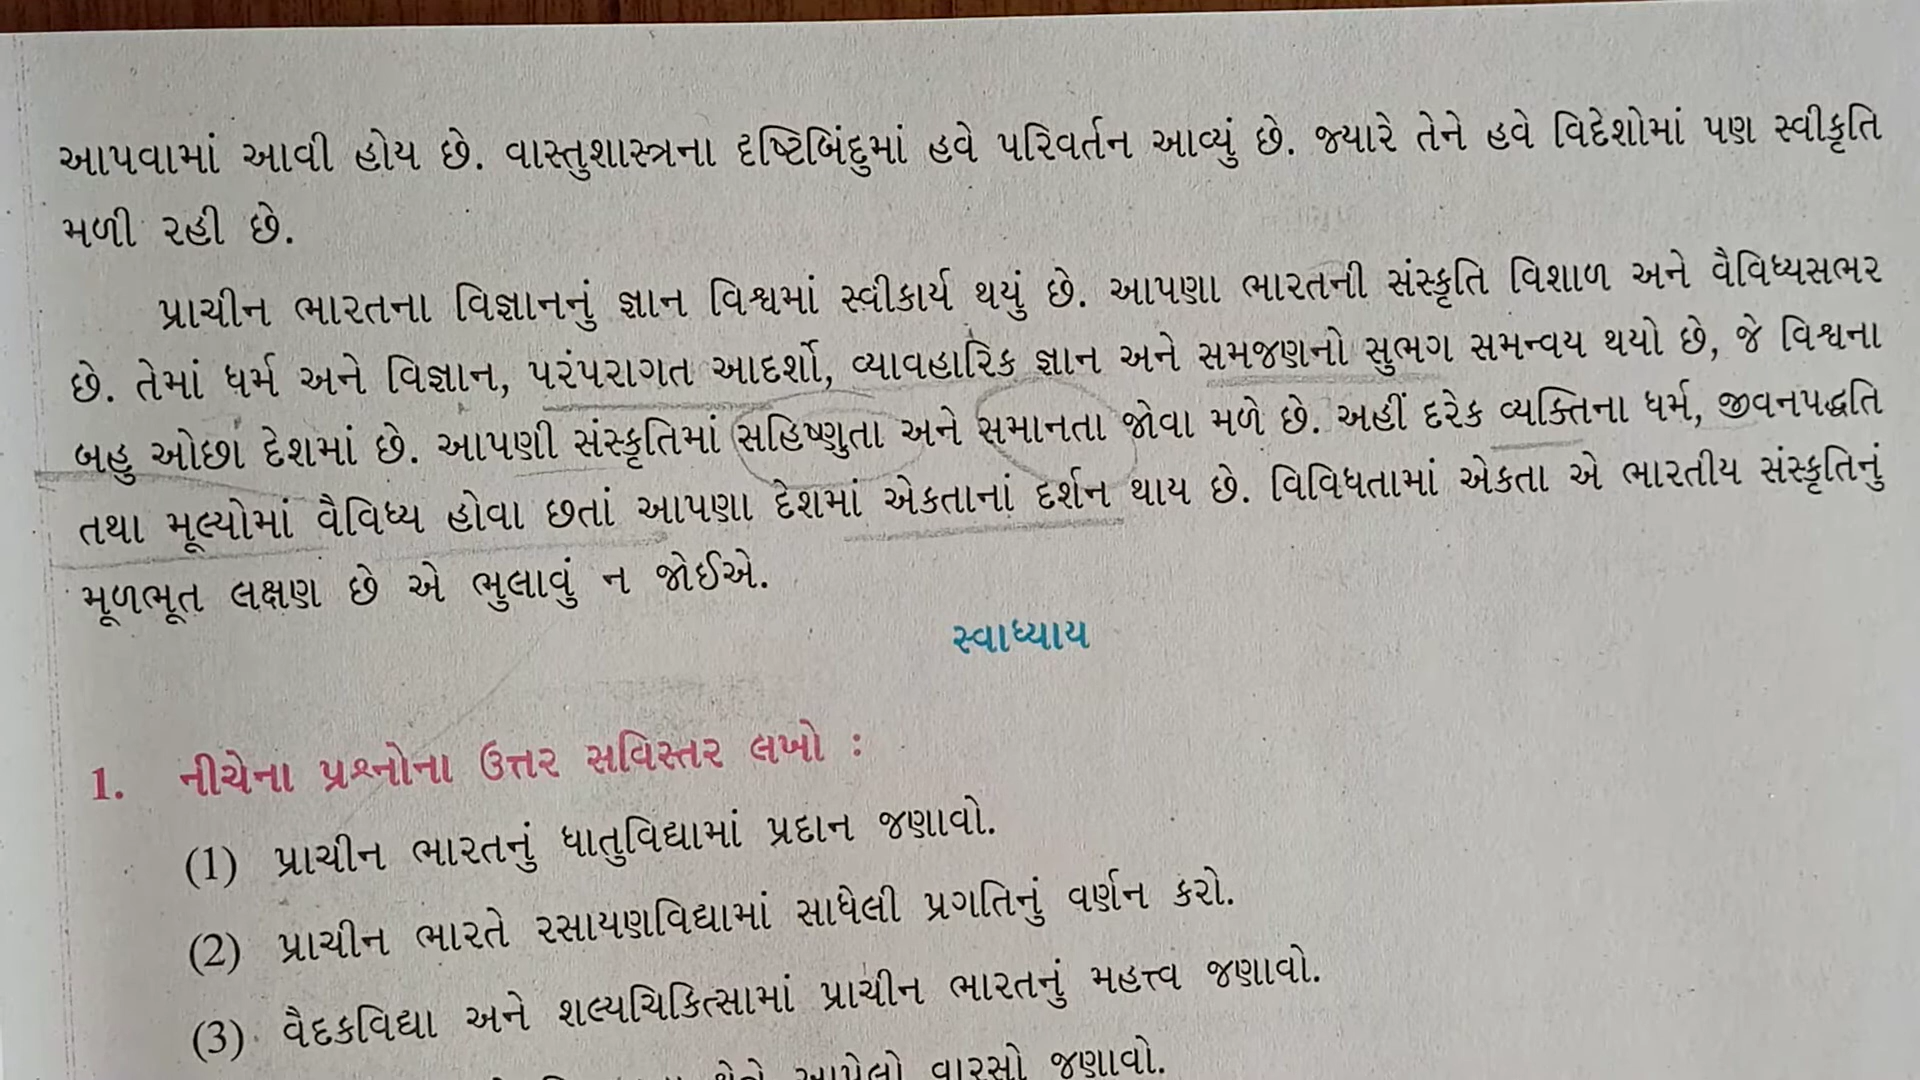 આપવામાં આવી હોય છે. વાસ્તુશાસ્ત્રના દૃષ્ટિબિંદુમાં હવે પરિવર્તન આવ્યું છે. જ્યારે તેને હવે વિદેશોમાં પણ સ્વીકૃતિ
મળી રહી છે.
પ્રાચીન ભારતના વિજ્ઞાનનું જ્ઞાન વિશ્વમાં સ્વીકાર્ય થયું છે. આપણા ભારતની સંસ્કૃતિ વિશાળ અને વૈવિધ્યસભર
છે. તેમાં ધર્મ અને વિજ્ઞાન, પરંપરાગત આદર્શો, વ્યાવહારિક જ્ઞાન અને સમજણનો સુભગ સમન્વય થયો છે, જે વિશ્વના
બહુ ઓછા દેશમાં છે. આપણી સંસ્કૃતિમાં સહિષ્ણુતા અને સમાનતા જોવા મળે છે. અહીં દરેક વ્યક્તિના ધર્મ, જીવનપદ્ધતિ
તથા મૂલ્યોમાં વૈવિધ્ય હોવા છતાં આપણા દેશમાં એકતાનાં દર્શન થાય છે. વિવિધતામાં એકતા એ ભારતીય સંસ્કૃતિનું
મૂળભૂત લક્ષણ છે એ ભુલાવું ન જોઈએ.
સ્વાધ્યાય
1. નીચેના પ્રશ્નોના ઉત્તર સવિસ્તર લખો :
(1) પ્રાચીન ભારતનું ધાતુવિદ્યામાં પ્રદાન જણાવો.
(2) પ્રાચીન ભારતે રસાયણવિદ્યામાં સાધેલી પ્રગતિનું વર્ણન કરો.
(3) વૈદકવિદ્યા અને શલ્યચિકિત્સામાં પ્રાચીન ભારતનું મહત્ત્વ જણાવો.
આપેલો વારસો જણાવો.